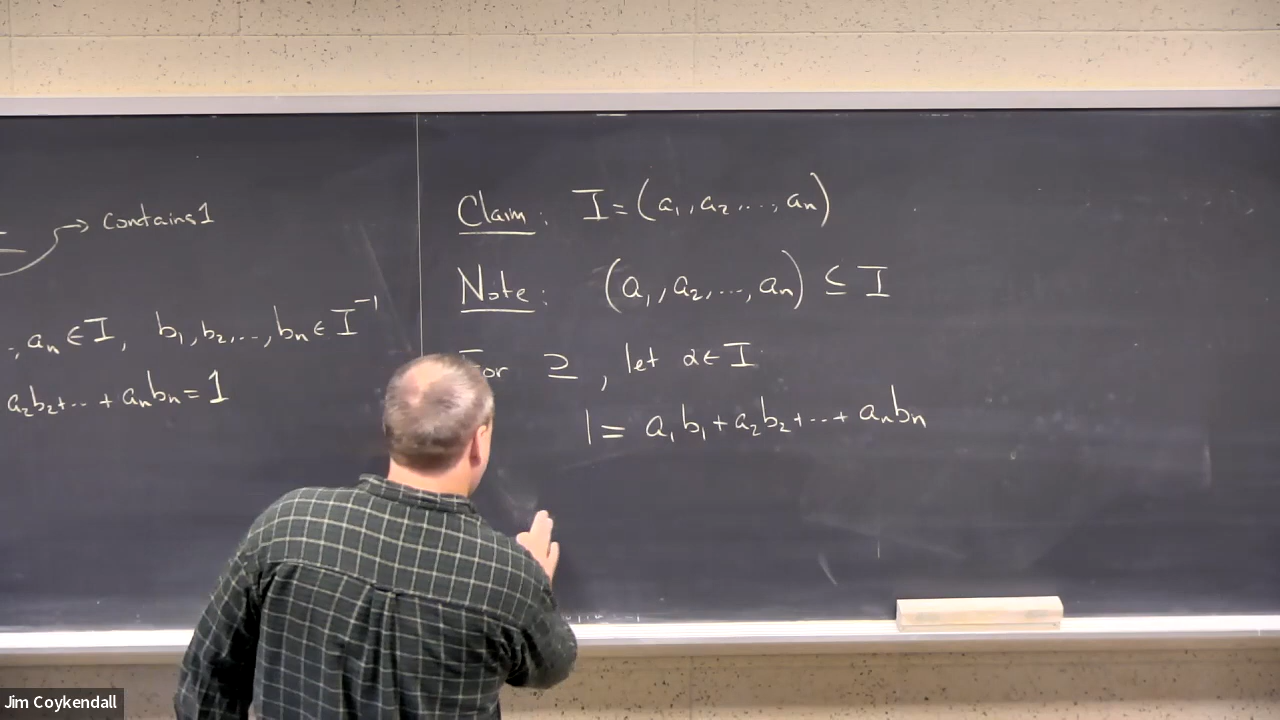 Contains 1
, aₙ ∈ I, b₁, b₂, ..., bₙ ∈ I⁻¹
a₂b₂ + ... + aₙbₙ = 1
Claim: I = (a₁, a₂, ..., aₙ)
Note: (a₁, a₂, ..., aₙ) ⊆ I
For ⊇, let α ∈ I
1 = a₁b₁ + a₂b₂ + ... + aₙbₙ
Jim Coykendall